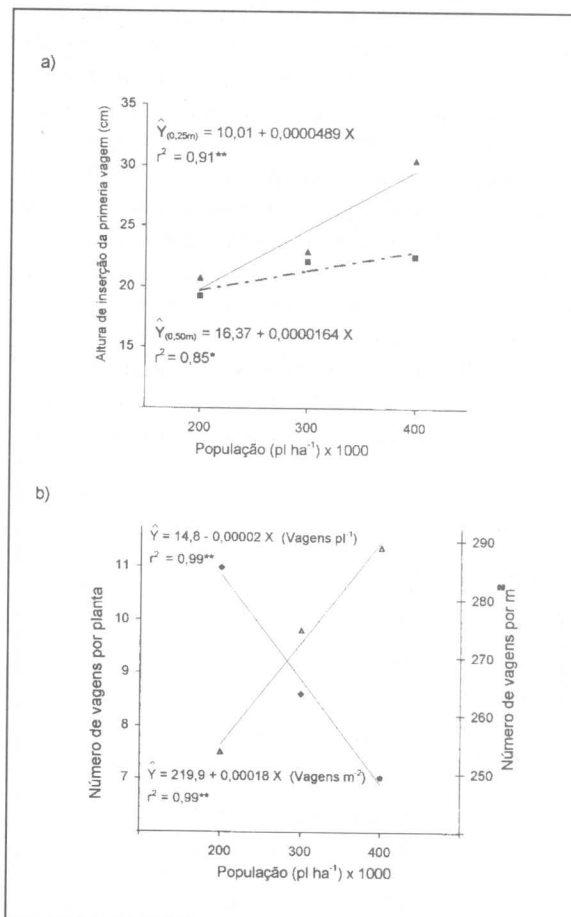 a)
Altura de inserção da primeria vagem (cm)
35
30
25
20
15
Ŷ(0,25m) = 10,01 + 0,0000489 X
r² = 0,91**
Ŷ(0,50m) = 16,37 + 0,0000164 X
r² = 0,85*
200 300 400
População (pl ha⁻¹) x 1000
b)
Número de vagens por planta
11
10
9
8
7
Ŷ = 14,8 - 0,00002 X (Vagens pl⁻¹)
r² = 0,99**
Ŷ = 219,9 + 0,00018 X (Vagens m⁻²)
r² = 0,99**
290
280
270
260
250
Número de vagens por m²
200 300 400
População (pl ha⁻¹) x 1000